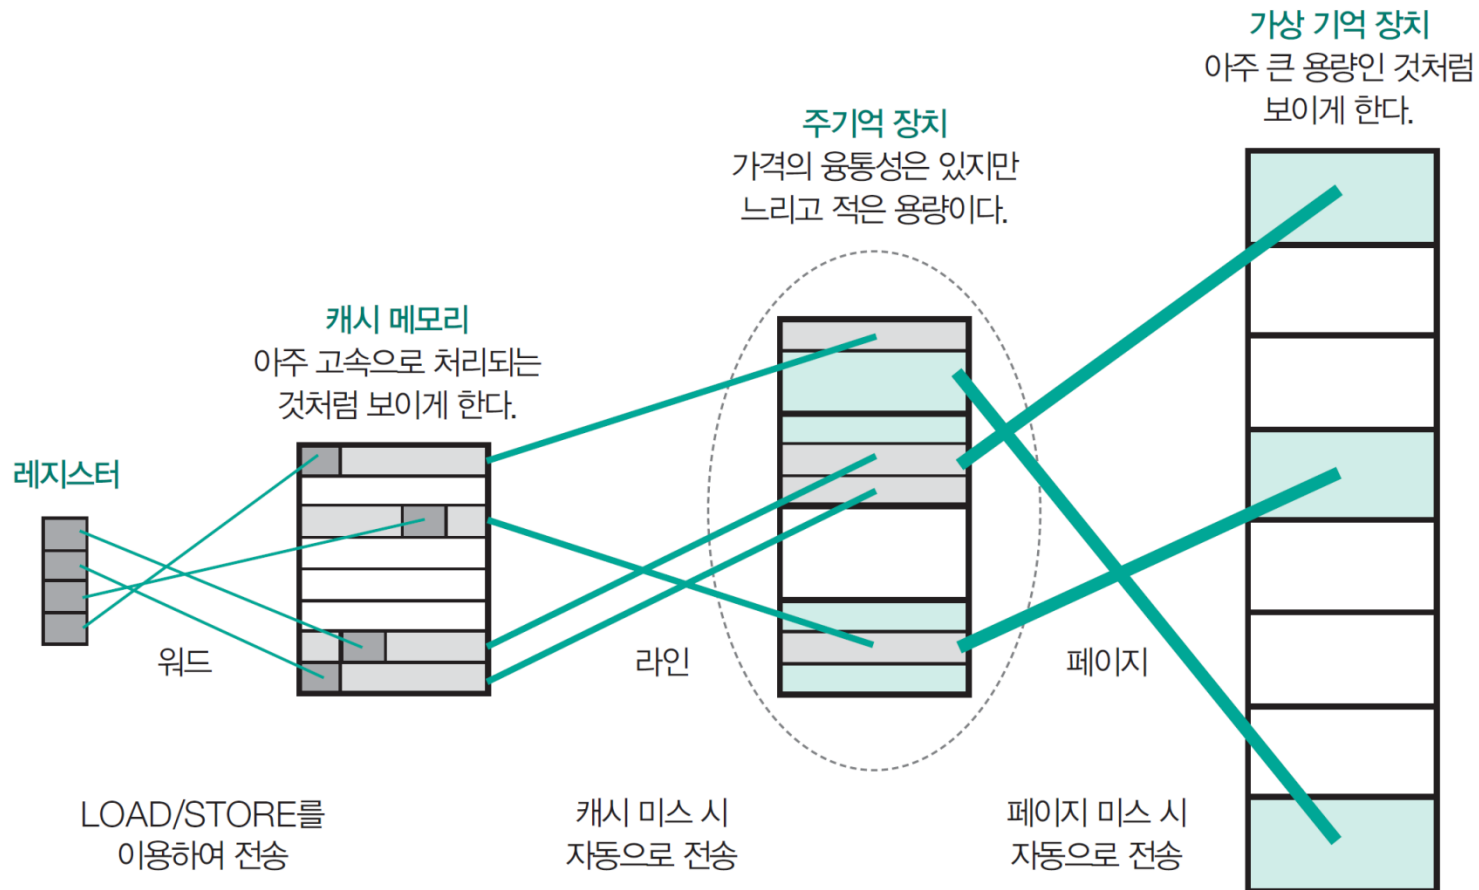 레지스터
캐시 메모리
아주 고속으로 처리되는
것처럼 보이게 한다.
주기억 장치
가격의 융통성은 있지만
느리고 적은 용량이다.
가상 기억 장치
아주 큰 용량인 것처럼
보이게 한다.
워드
라인
페이지
LOAD/STORE를
이용하여 전송
캐시 미스 시
자동으로 전송
페이지 미스 시
자동으로 전송